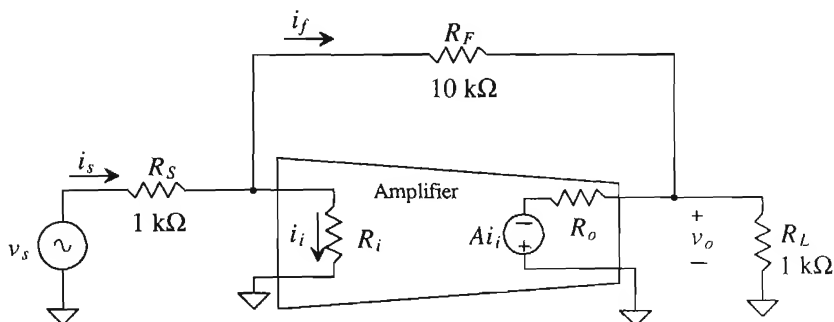 i_f
R_F
10 kΩ
i_s
R_S
1 kΩ
Amplifier
v_s
i_i
R_i
Ai_i
−
+
R_o
+
v_o
−
R_L
1 kΩ